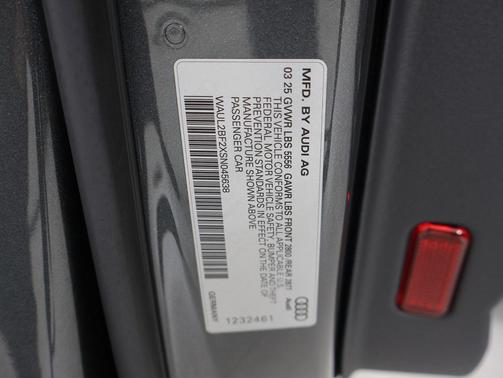 MFD. BY AUDI AG
03 25 GVWR LBS 5556 GAWR LBS FRONT 2800 REAR 2877
THIS VEHICLE CONFORMS TO ALL APPLICABLE U.S.
FEDERAL MOTOR VEHICLE SAFETY, BUMPER AND THEFT
PREVENTION STANDARDS IN EFFECT ON THE DATE OF
MANUFACTURE SHOWN ABOVE
PASSENGER CAR
WAUL2BF2XSN045638
Audi
GERMANY
1232461